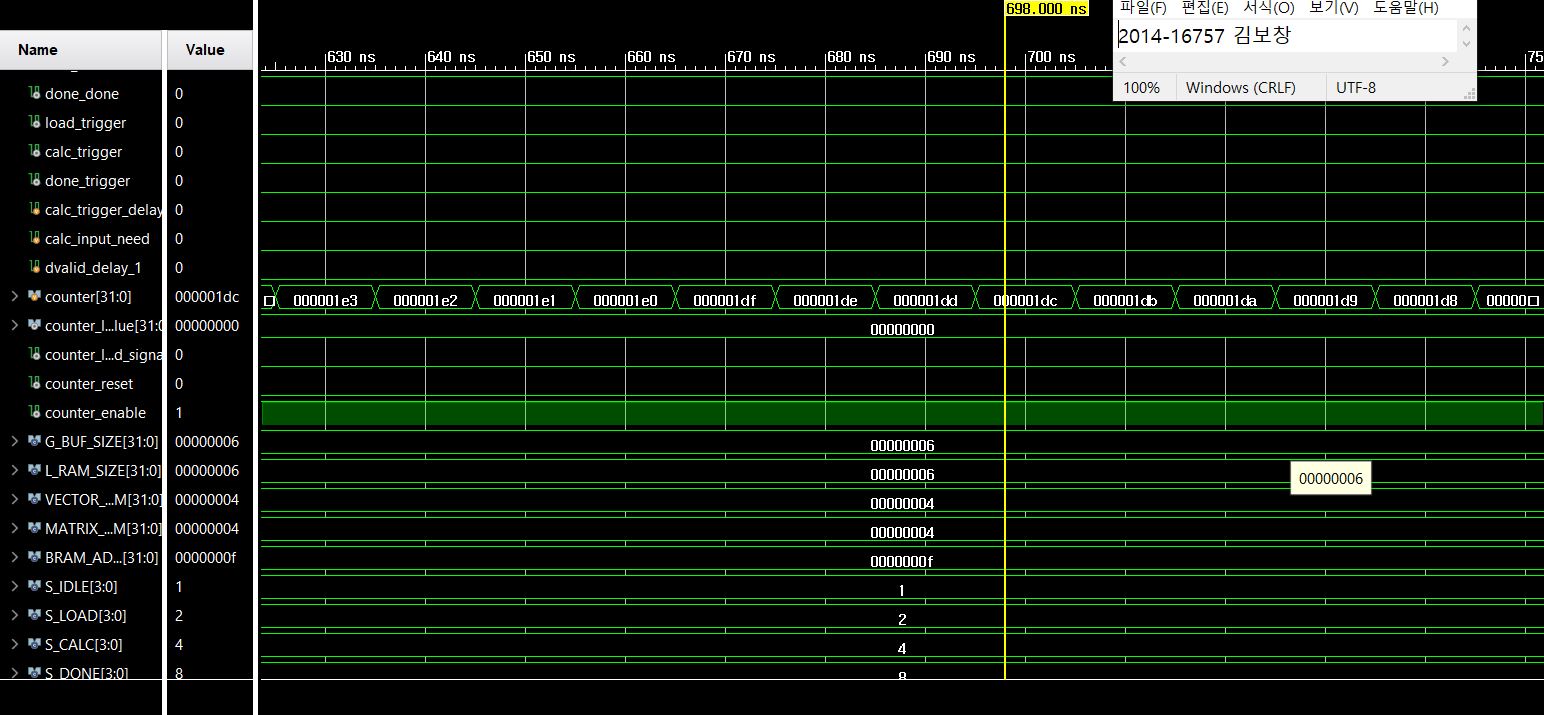 698.000 ns
파일(F) 편집(E) 서식(O) 보기(V) 도움말(H)
2014-16757 김보창
100% Windows (CRLF) UTF-8
Name Value
630 ns 640 ns 650 ns 660 ns 670 ns 680 ns 690 ns 700 ns 75
done_done 0
load_trigger 0
calc_trigger 0
done_trigger 0
calc_trigger_delay 0
calc_input_need 0
dvalid_delay_1 0
counter[31:0] 000001dc 000001e3 000001e2 000001e1 000001e0 000001df 000001de 000001dd 000001dc 000001db 000001da 000001d9 000001d8 00000
counter_l...lue[31:0 00000000 00000000
counter_l...d_signa 0
counter_reset 0
counter_enable 1
G_BUF_SIZE[31:0] 00000006 00000006
L_RAM_SIZE[31:0] 00000006 00000006 00000006
VECTOR_...M[31:0] 00000004 00000004
MATRIX_...M[31:0] 00000004 00000004
BRAM_AD...[31:0] 0000000f 0000000f
S_IDLE[3:0] 1 1
S_LOAD[3:0] 2 2
S_CALC[3:0] 4 4
S_DONE[3:0] 8 8